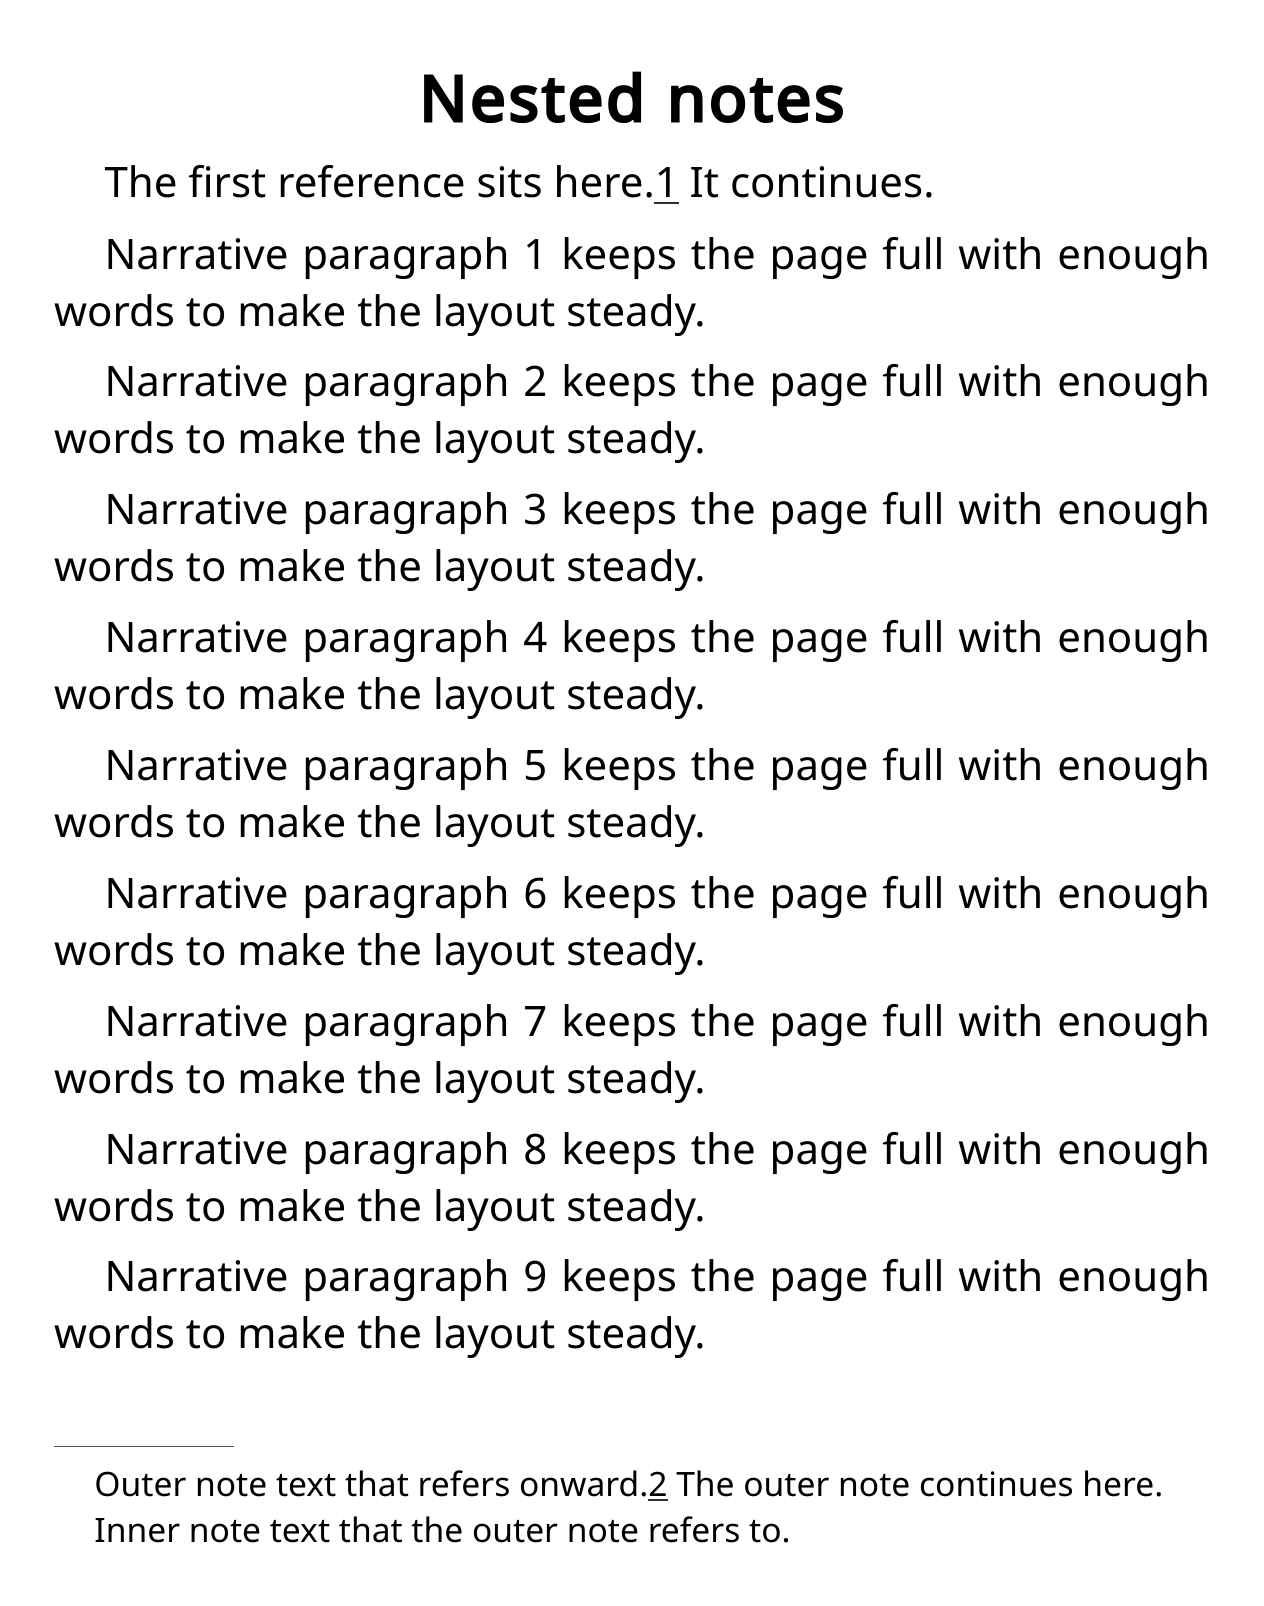 Nested notes
The first reference sits here.1 It continues.
Narrative paragraph 1 keeps the page full with enough
words to make the layout steady.
Narrative paragraph 2 keeps the page full with enough
words to make the layout steady.
Narrative paragraph 3 keeps the page full with enough
words to make the layout steady.
Narrative paragraph 4 keeps the page full with enough
words to make the layout steady.
Narrative paragraph 5 keeps the page full with enough
words to make the layout steady.
Narrative paragraph 6 keeps the page full with enough
words to make the layout steady.
Narrative paragraph 7 keeps the page full with enough
words to make the layout steady.
Narrative paragraph 8 keeps the page full with enough
words to make the layout steady.
Narrative paragraph 9 keeps the page full with enough
words to make the layout steady.
Outer note text that refers onward.2 The outer note continues here.
Inner note text that the outer note refers to.